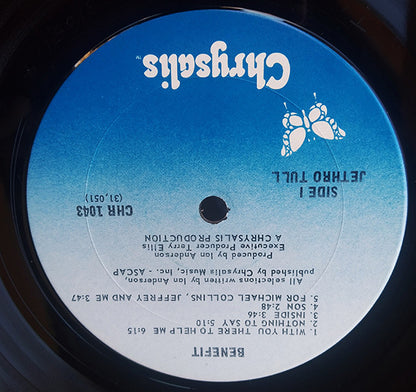 Chrysalis™
SIDE I
JETHRO TULL
CHR 1043
(31,051)
BENEFIT
1. WITH YOU THERE TO HELP ME 6:15
2. NOTHING TO SAY 5:10
3. INSIDE 3:46
4. SON 2:48
5. FOR MICHAEL COLLINS, JEFFREY AND ME 3:47
All selections written by Ian Anderson,
published by Chrysalis Music, Inc. - ASCAP
Produced by Ian Anderson
Executive Producer Terry Ellis
A CHRYSALIS PRODUCTION